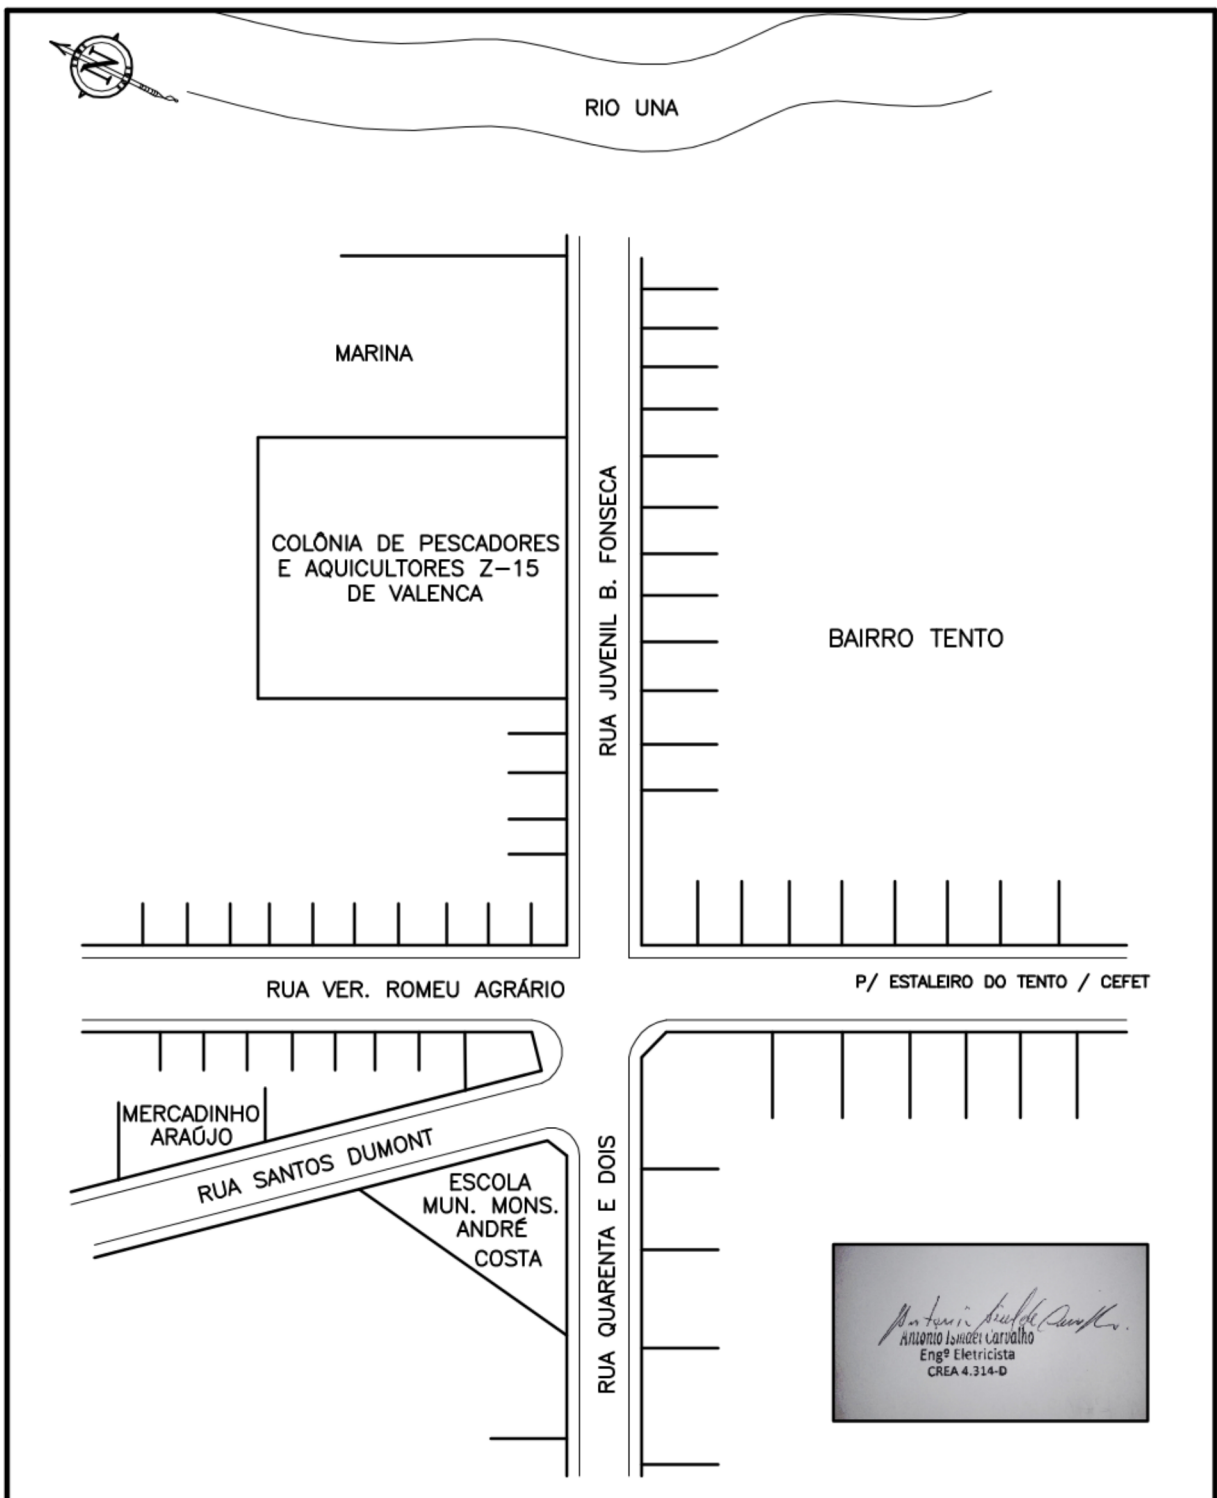 N
RIO UNA
MARINA
COLÔNIA DE PESCADORES
E AQUICULTORES Z-15
DE VALENCA
RUA JUVENIL B. FONSECA
BAIRRO TENTO
RUA VER. ROMEU AGRÁRIO
P/ ESTALEIRO DO TENTO / CEFET
MERCADINHO
ARAÚJO
RUA SANTOS DUMONT
ESCOLA
MUN. MONS.
ANDRÉ
COSTA
RUA QUARENTA E DOIS
Antonio Ismael Carvalho
Engº Eletricista
CREA 4.314-D